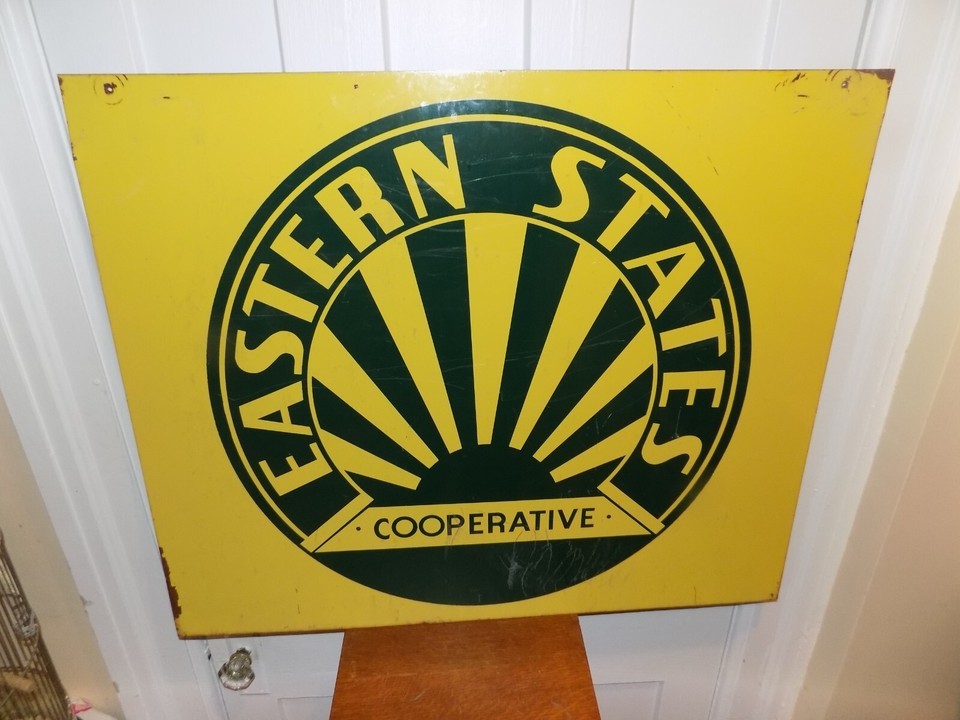 EASTERN STATES
· COOPERATIVE ·